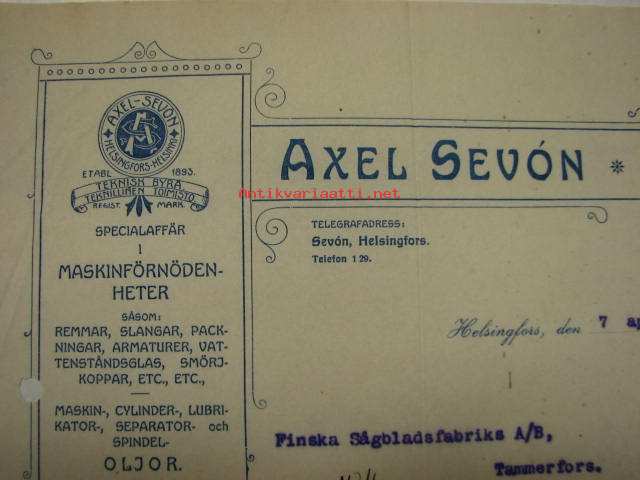 AXEL-SEVÓN
HELSINGFORS-HELSINKI
ETABL 1893.
TEKNISK BYRÅ
TEKNILLINEN TOIMISTO
REGIST. MARK.
SPECIALAFFÄR
I
MASKINFÖRNÖDEN-
HETER
SÅSOM:
REMMAR, SLANGAR, PACK-
NINGAR, ARMATURER, VAT-
TENSTÅNDSGLAS, SMÖRJ-
KOPPAR, ETC., ETC.,
MASKIN-, CYLINDER-, LUBRI-
KATOR-, SEPARATOR- och
SPINDEL-
OLJOR.
AXEL SEVÓN *
Antikvariaatti.net
TELEGRAFADRESS:
Sevón, Helsingfors.
Telefon 129.
Helsingfors, den 7 ap
Finska Sågbladsfabriks A/B,
Tammerfors.